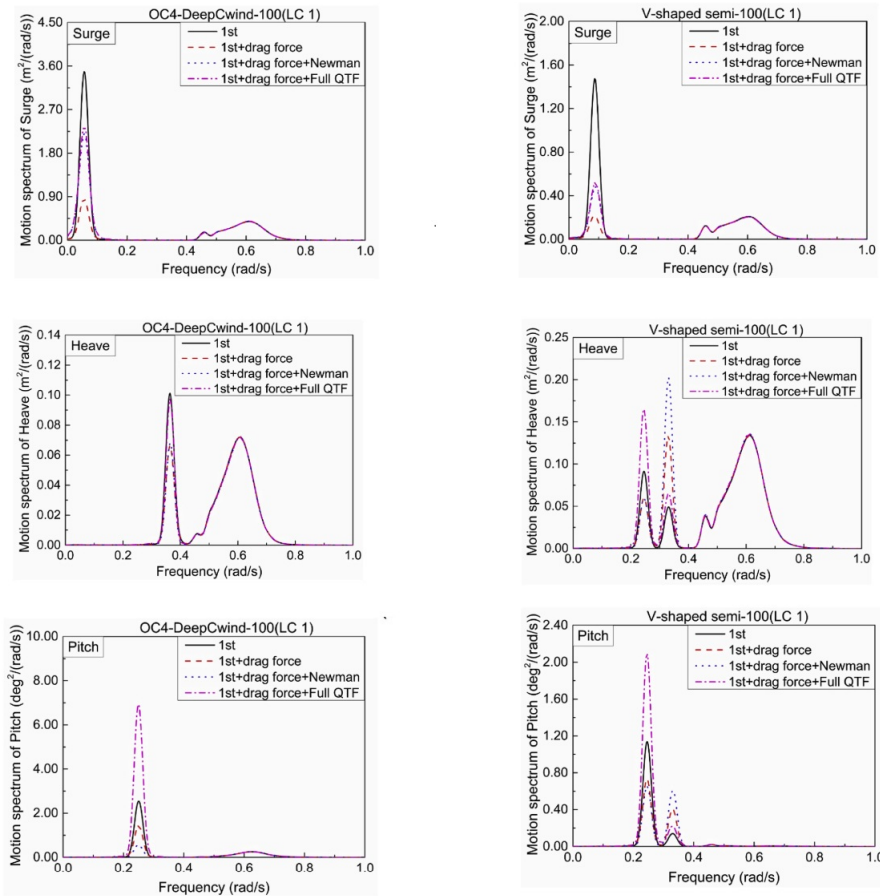 OC4-DeepCwind-100(LC 1)
Surge
1st
1st+drag force
1st+drag force+Newman
1st+drag force+Full QTF
Motion spectrum of Surge (m²/(rad/s))
4.50
3.60
2.70
1.80
0.90
0.00
0.0 0.2 0.4 0.6 0.8 1.0
Frequency (rad/s)
V-shaped semi-100(LC 1)
Surge
1st
1st+drag force
1st+drag force+Newman
1st+drag force+Full QTF
Motion spectrum of Surge (m²/(rad/s))
2.00
1.60
1.20
0.80
0.40
0.00
0.0 0.2 0.4 0.6 0.8 1.0
Frequency (rad/s)
OC4-DeepCwind-100(LC 1)
Heave
1st
1st+drag force
1st+drag force+Newman
1st+drag force+Full QTF
Motion spectrum of Heave (m²/(rad/s))
0.14
0.12
0.10
0.08
0.06
0.04
0.02
0.00
0.0 0.2 0.4 0.6 0.8 1.0
Frequency (rad/s)
V-shaped semi-100(LC 1)
Heave
1st
1st+drag force
1st+drag force+Newman
1st+drag force+Full QTF
Motion spectrum of Heave (m²/(rad/s))
0.25
0.20
0.15
0.10
0.05
0.00
0.0 0.2 0.4 0.6 0.8 1.0
Frequency (rad/s)
OC4-DeepCwind-100(LC 1)
Pitch
1st
1st+drag force
1st+drag force+Newman
1st+drag force+Full QTF
Motion spectrum of Pitch (deg²/(rad/s))
10.00
8.00
6.00
4.00
2.00
0.00
0.0 0.2 0.4 0.6 0.8 1.0
Frequency (rad/s)
V-shaped semi-100(LC 1)
Pitch
1st
1st+drag force
1st+drag force+Newman
1st+drag force+Full QTF
Motion spectrum of Pitch (deg²/(rad/s))
2.40
2.00
1.60
1.20
0.80
0.40
0.00
0.0 0.2 0.4 0.6 0.8 1.0
Frequency (rad/s)